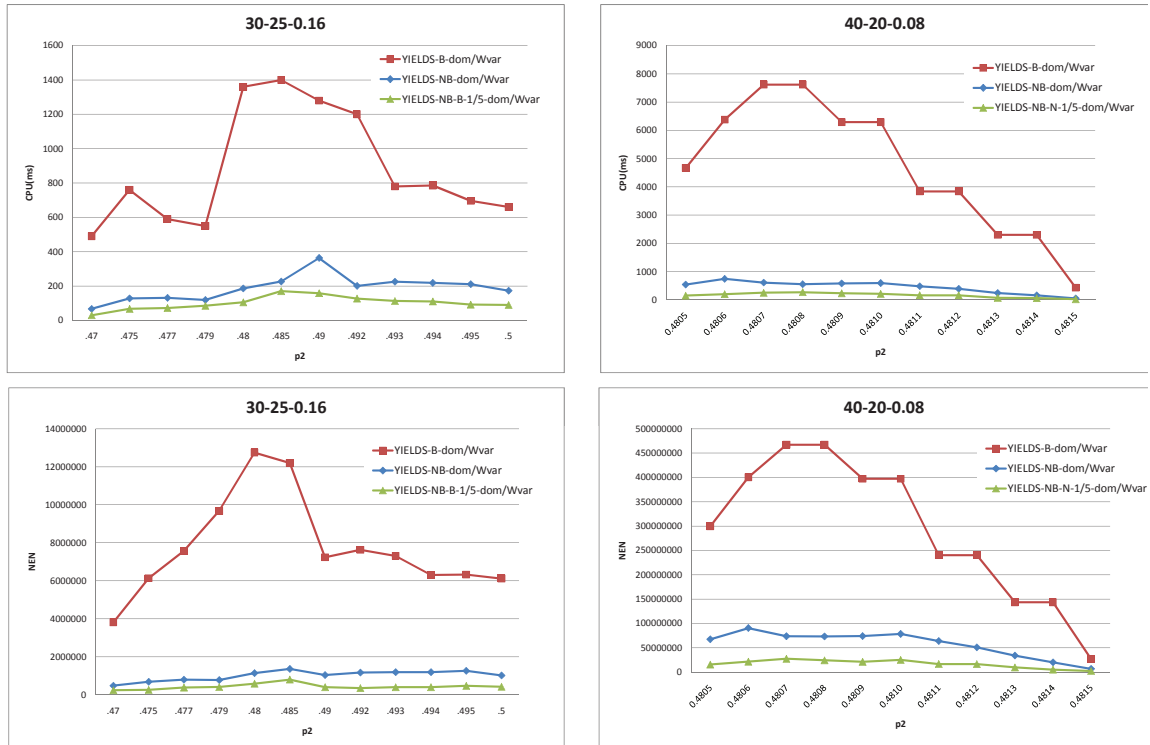 30-25-0.16
1600
1400
1200
1000
800
600
400
200
0
CPU(ms)
YIELDS-B-dom/Wvar
YIELDS-NB-dom/Wvar
YIELDS-NB-B-1/5-dom/Wvar
.47 .475 .477 .479 .48 .485 .49 .492 .493 .494 .495 .5
p2
40-20-0.08
9000
8000
7000
6000
5000
4000
3000
2000
1000
0
CPU(ms)
YIELDS-B-dom/Wvar
YIELDS-NB-dom/Wvar
YIELDS-NB-N-1/5-dom/Wvar
0.4805 0.4806 0.4807 0.4808 0.4809 0.4810 0.4811 0.4812 0.4813 0.4814 0.4815
p2
30-25-0.16
14000000
12000000
10000000
8000000
6000000
4000000
2000000
0
NEN
YIELDS-B-dom/Wvar
YIELDS-NB-dom/Wvar
YIELDS-NB-B-1/5-dom/Wvar
.47 .475 .477 .479 .48 .485 .49 .492 .493 .494 .495 .5
p2
40-20-0.08
500000000
450000000
400000000
350000000
300000000
250000000
200000000
150000000
100000000
50000000
0
NEN
YIELDS-B-dom/Wvar
YIELDS-NB-dom/Wvar
YIELDS-NB-N-1/5-dom/Wvar
0.4805 0.4806 0.4807 0.4808 0.4809 0.4810 0.4811 0.4812 0.4813 0.4814 0.4815
p2